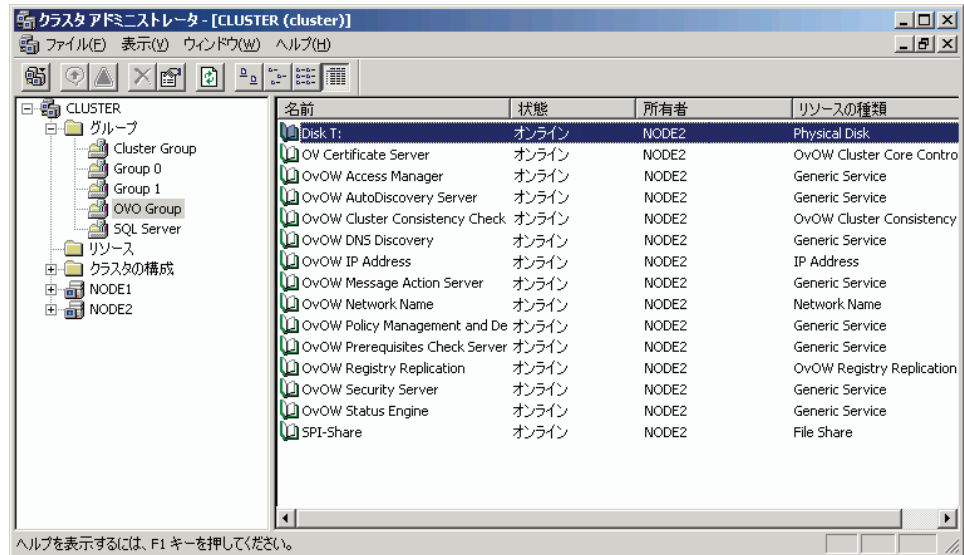 クラスタ アドミニストレータ - [CLUSTER (cluster)]
ファイル(F) 表示(V) ウィンドウ(W) ヘルプ(H)
CLUSTER
グループ
Cluster Group
Group 0
Group 1
OVO Group
SQL Server
リソース
クラスタの構成
NODE1
NODE2
名前 状態 所有者 リソースの種類
Disk T: オンライン NODE2 Physical Disk
OV Certificate Server オンライン NODE2 OvOW Cluster Core Contro
OvOW Access Manager オンライン NODE2 Generic Service
OvOW AutoDiscovery Server オンライン NODE2 Generic Service
OvOW Cluster Consistency Check オンライン NODE2 OvOW Cluster Consistency
OvOW DNS Discovery オンライン NODE2 Generic Service
OvOW IP Address オンライン NODE2 IP Address
OvOW Message Action Server オンライン NODE2 Generic Service
OvOW Network Name オンライン NODE2 Network Name
OvOW Policy Management and De オンライン NODE2 Generic Service
OvOW Prerequisites Check Server オンライン NODE2 Generic Service
OvOW Registry Replication オンライン NODE2 OvOW Registry Replication
OvOW Security Server オンライン NODE2 Generic Service
OvOW Status Engine オンライン NODE2 Generic Service
SPI-Share オンライン NODE2 File Share
ヘルプを表示するには、F1 キーを押してください。